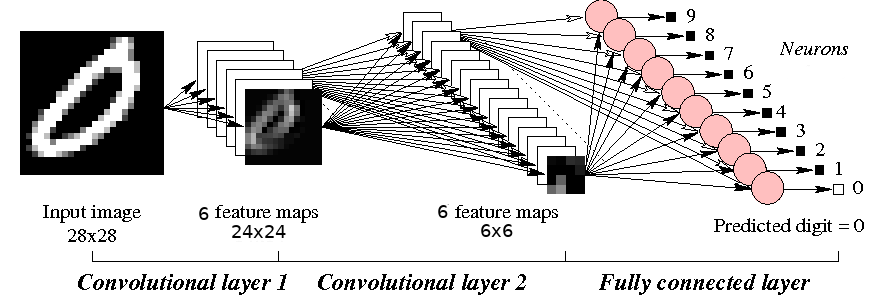 9
8
Neurons
7
6
5
4
3
2
1
0
Input image
28x28
6 feature maps
24x24
6 feature maps
6x6
Predicted digit = 0
Convolutional layer 1
Convolutional layer 2
Fully connected layer